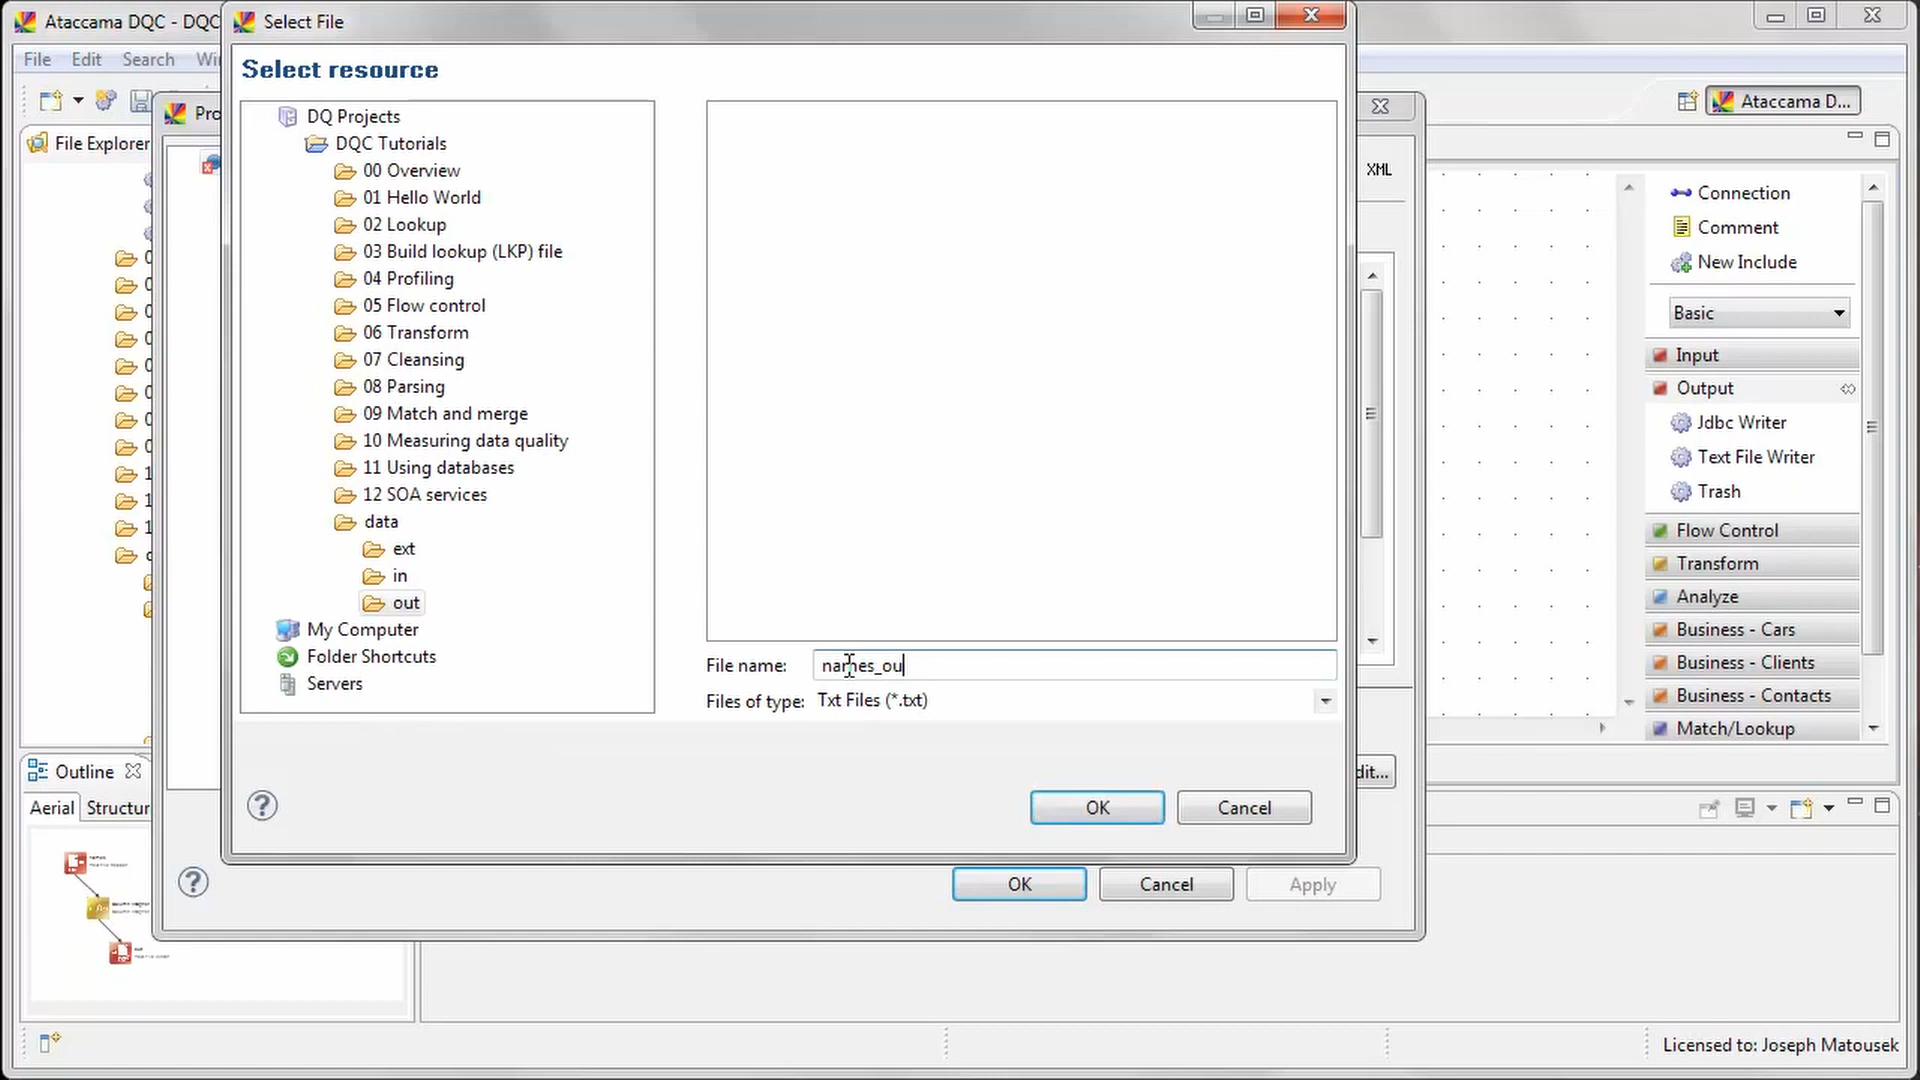 Ataccama DQC - DQC
Select File
File Edit Search Wi
Select resource
Pro
Ataccama D...
File Explorer
XML
DQ Projects
DQC Tutorials
00 Overview
01 Hello World
02 Lookup
03 Build lookup (LKP) file
04 Profiling
05 Flow control
06 Transform
07 Cleansing
08 Parsing
09 Match and merge
10 Measuring data quality
11 Using databases
12 SOA services
data
ext
in
out
My Computer
Folder Shortcuts
Servers
File name: names_ou
Files of type: Txt Files (*.txt)
OK Cancel
Connection
Comment
New Include
Basic
Input
Output
Jdbc Writer
Text File Writer
Trash
Flow Control
Transform
Analyze
Business - Cars
Business - Clients
Business - Contacts
Match/Lookup
dit...
Outline
Aerial Structur
OK Cancel Apply
Licensed to: Joseph Matousek